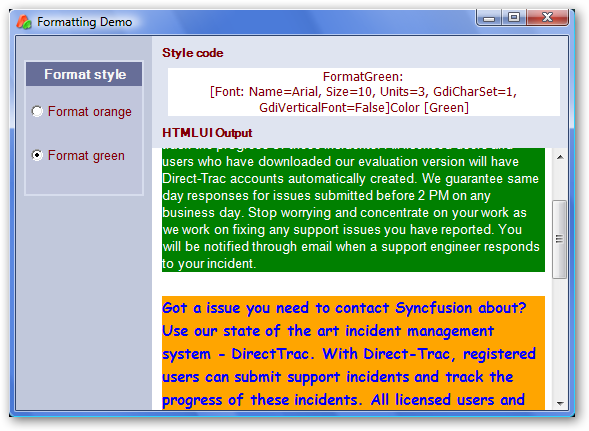 Formatting Demo
Format style
Format orange
Format green
Style code
FormatGreen:
[Font: Name=Arial, Size=10, Units=3, GdiCharSet=1,
GdiVerticalFont=False]Color [Green]
HTMLUI Output
users who have downloaded our evaluation version will have
Direct-Trac accounts automatically created. We guarantee same
day responses for issues submitted before 2 PM on any
business day. Stop worrying and concentrate on your work as
we work on fixing any support issues you have reported. You
will be notified through email when a support engineer responds
to your incident.
Got a issue you need to contact Syncfusion about?
Use our state of the art incident management
system - DirectTrac. With Direct-Trac, registered
users can submit support incidents and track the
progress of these incidents. All licensed users and